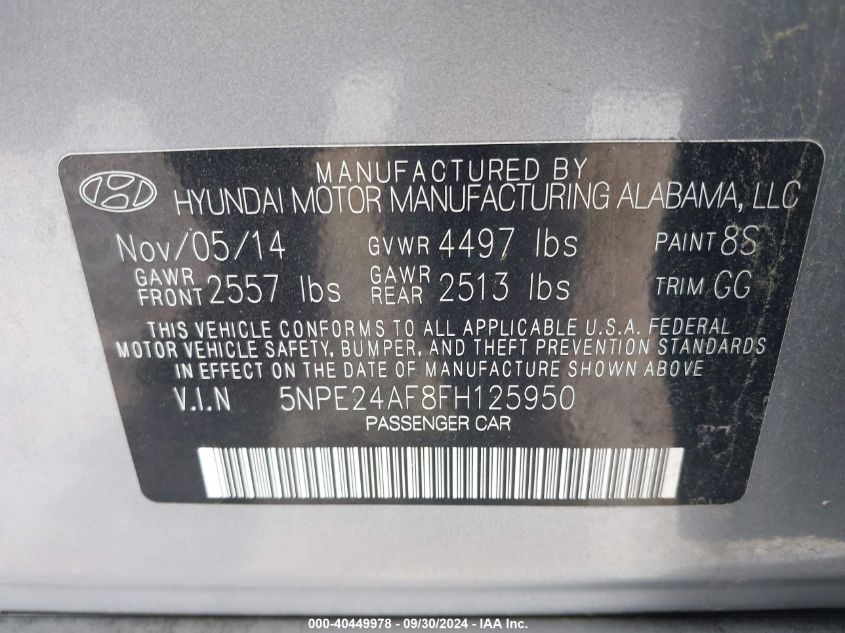 MANUFACTURED BY
HYUNDAI MOTOR MANUFACTURING ALABAMA, LLC
Nov/05/14 GVWR 4497 lbs PAINT 8S
GAWR FRONT 2557 lbs GAWR REAR 2513 lbs TRIM GG
THIS VEHICLE CONFORMS TO ALL APPLICABLE U.S.A. FEDERAL
MOTOR VEHICLE SAFETY, BUMPER, AND THEFT PREVENTION STANDARDS
IN EFFECT ON THE DATE OF MANUFACTURE SHOWN ABOVE
V.I.N 5NPE24AF8FH125950
PASSENGER CAR
000-40449978 - 09/30/2024 - IAA Inc.